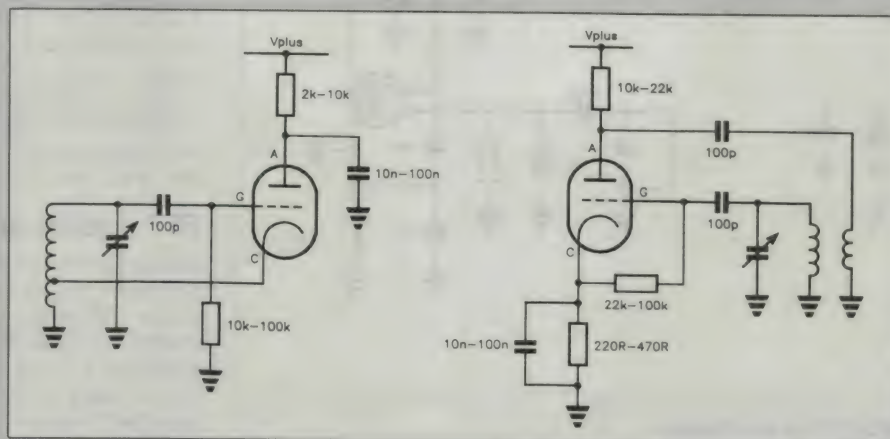 Vplus
2k-10k
A
10n-100n
G
100p
C
10k-100k
Vplus
10k-22k
A
100p
G
100p
C
22k-100k
10n-100n
220R-470R